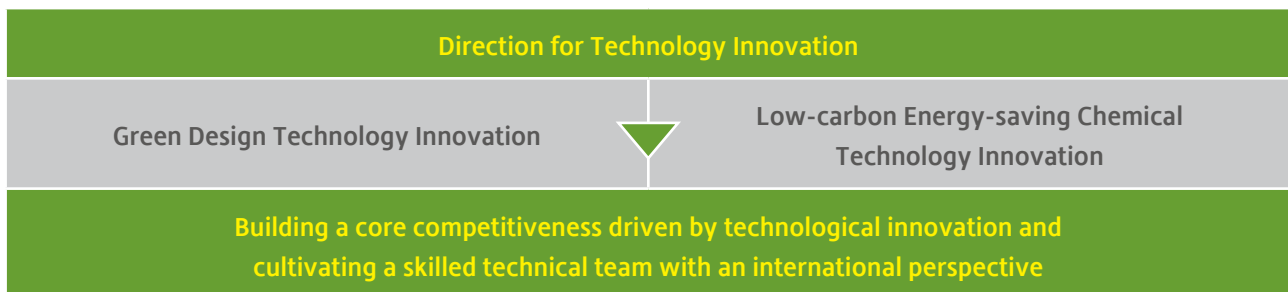 Direction for Technology Innovation
Green Design Technology Innovation
Low-carbon Energy-saving Chemical
Technology Innovation
Building a core competitiveness driven by technological innovation and
cultivating a skilled technical team with an international perspective